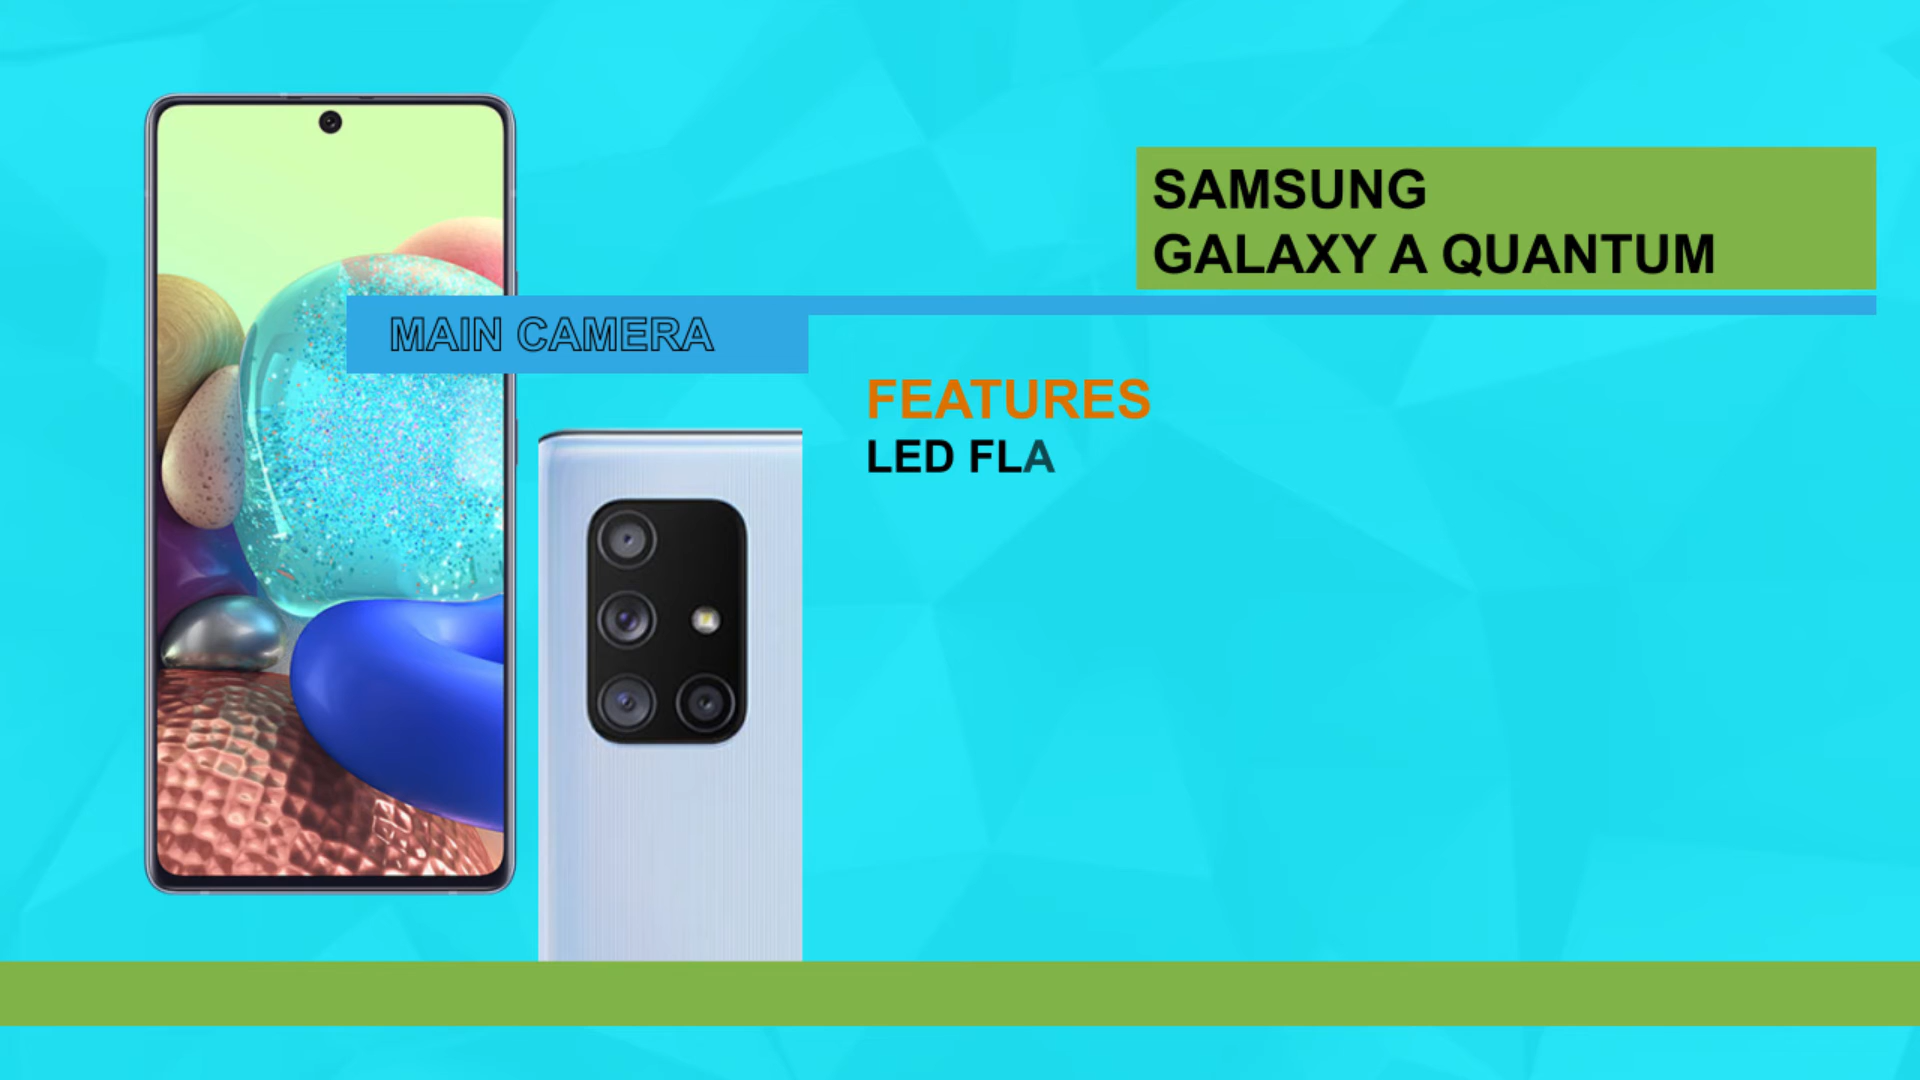 SAMSUNG
GALAXY A QUANTUM
MAIN CAMERA
FEATURES
LED FLA